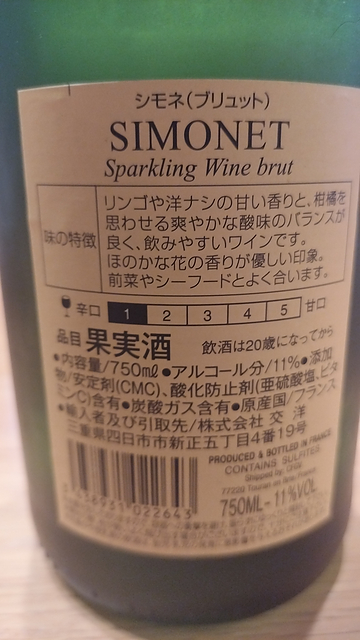 シモネ(ブリュット)
SIMONET
Sparkling Wine brut
味の特徴
リンゴや洋ナシの甘い香りと、柑橘を
思わせる爽やかな酸味のバランスが
良く、飲みやすいワインです。
ほのかな花の香りが優しい印象。
前菜やシーフードとよく合います。
辛口 1 2 3 4 5 甘口
品目 果実酒 飲酒は20歳になってから
●内容量/750mℓ●アルコール分/11%●添加
物/安定剤(CMC)、酸化防止剤(亜硫酸塩、ビタ
ミンC)含有●炭酸ガス含有●原産国/フランス
●輸入者及び引取先/株式会社 交 洋
三重県四日市市新正五丁目4番19号
PRODUCED & BOTTLED IN FRANCE
CONTAINS SULFITES
750ML - 11%VOL